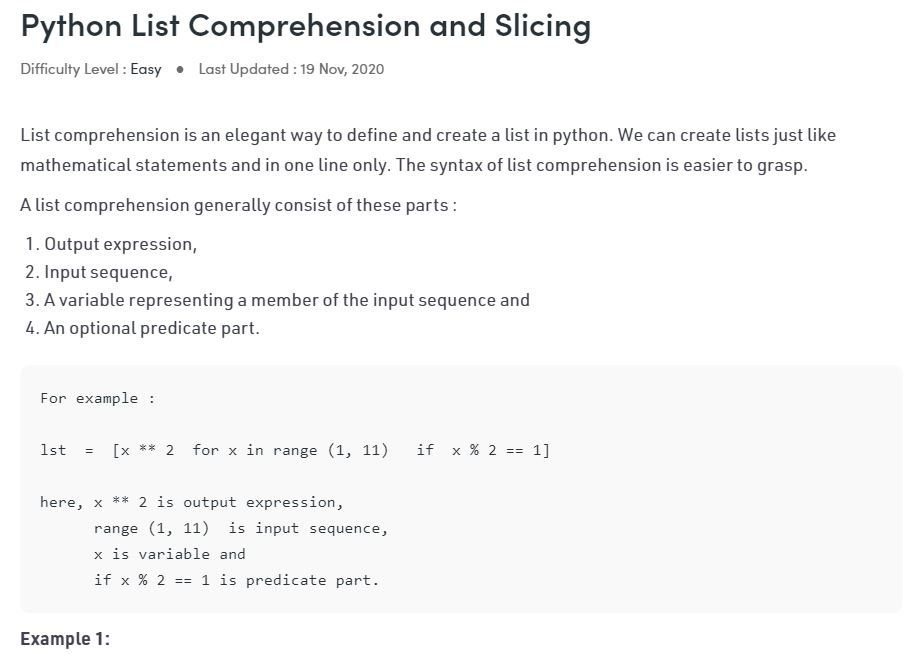 Python List Comprehension and Slicing
Difficulty Level : Easy ● Last Updated : 19 Nov, 2020
List comprehension is an elegant way to define and create a list in python. We can create lists just like
mathematical statements and in one line only. The syntax of list comprehension is easier to grasp.
A list comprehension generally consist of these parts :
1. Output expression,
2. Input sequence,
3. A variable representing a member of the input sequence and
4. An optional predicate part.
For example :
lst  =  [x ** 2  for x in range (1, 11)   if  x % 2 == 1]
here, x ** 2 is output expression,
      range (1, 11)  is input sequence,
      x is variable and
      if x % 2 == 1 is predicate part.
Example 1: